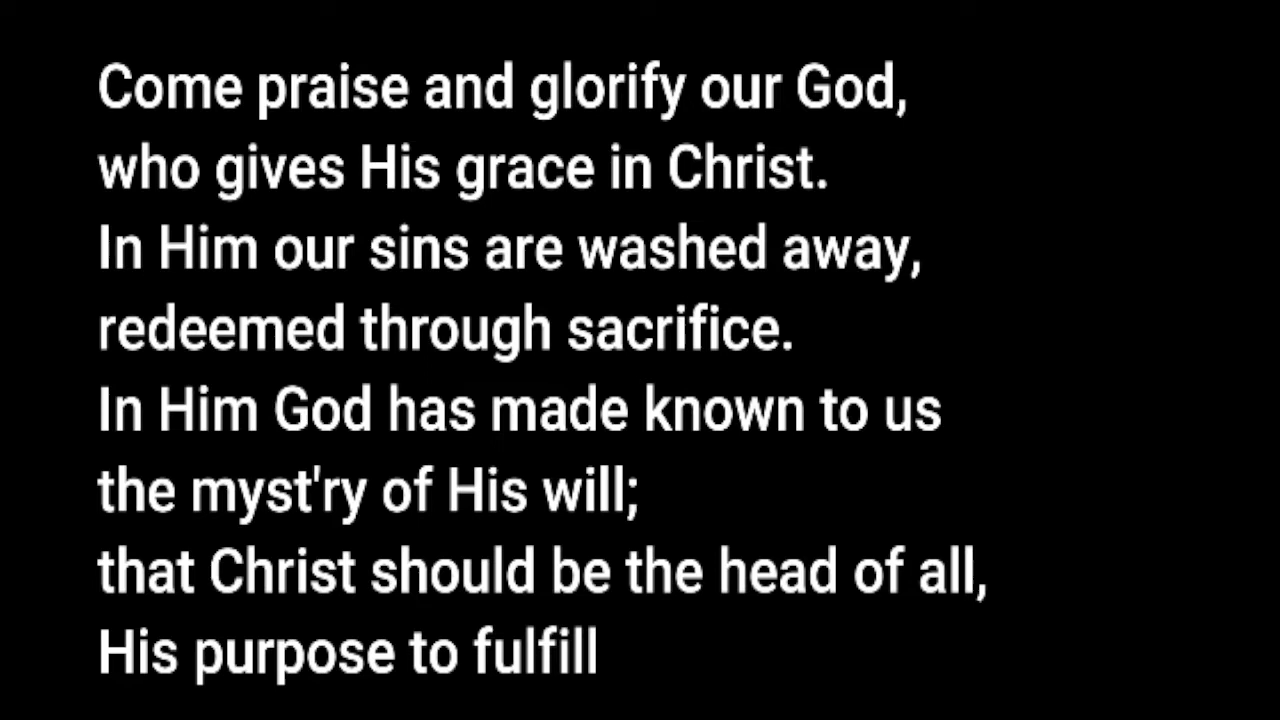 Come praise and glorify our God,
who gives His grace in Christ.
In Him our sins are washed away,
redeemed through sacrifice.
In Him God has made known to us
the myst'ry of His will;
that Christ should be the head of all,
His purpose to fulfill